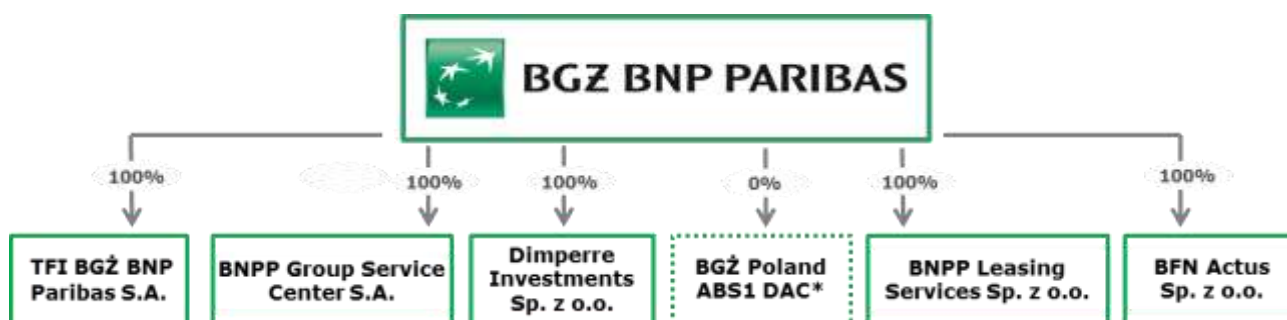 BGŻ BNP PARIBAS
100% 100% 100% 0% 100% 100%
TFI BGŻ BNP
Paribas S.A.
BNPP Group Service
Center S.A.
Dimperre
Investments
Sp. z o.o.
BGŻ Poland
ABS1 DAC*
BNPP Leasing
Services Sp. z o.o.
BFN Actus
Sp. z o.o.